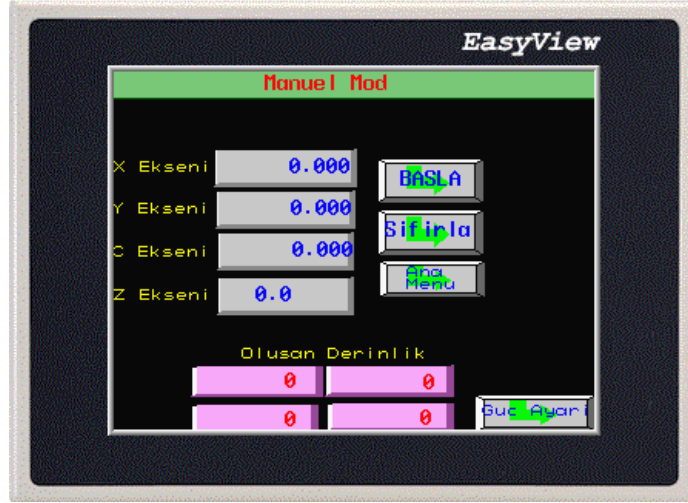 EasyView
Manuel Mod
X Ekseni 0.000
BASLA
Y Ekseni 0.000
Sifirla
C Ekseni 0.000
Ana
Menu
Z Ekseni 0.0
Olusan Derinlik
0 0
0 0
Guc Ayari